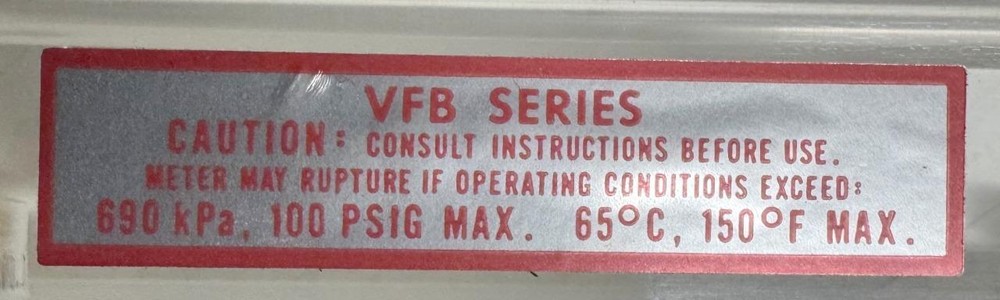 VFB SERIES
CAUTION: CONSULT INSTRUCTIONS BEFORE USE.
METER MAY RUPTURE IF OPERATING CONDITIONS EXCEED:
690 kPa, 100 PSIG MAX. 65°C, 150°F MAX.